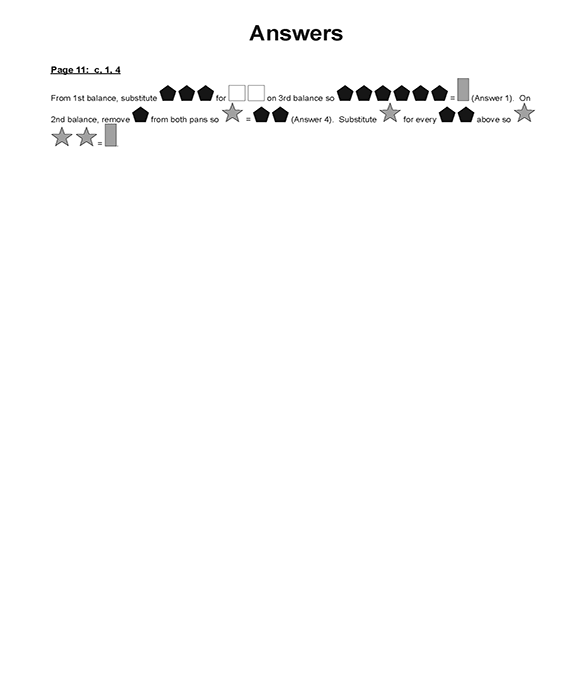 Answers
Page 11: c, 1, 4
From 1st balance, substitute for on 3rd balance so = (Answer 1). On
2nd balance, remove from both pans so = (Answer 4). Substitute for every above so
=